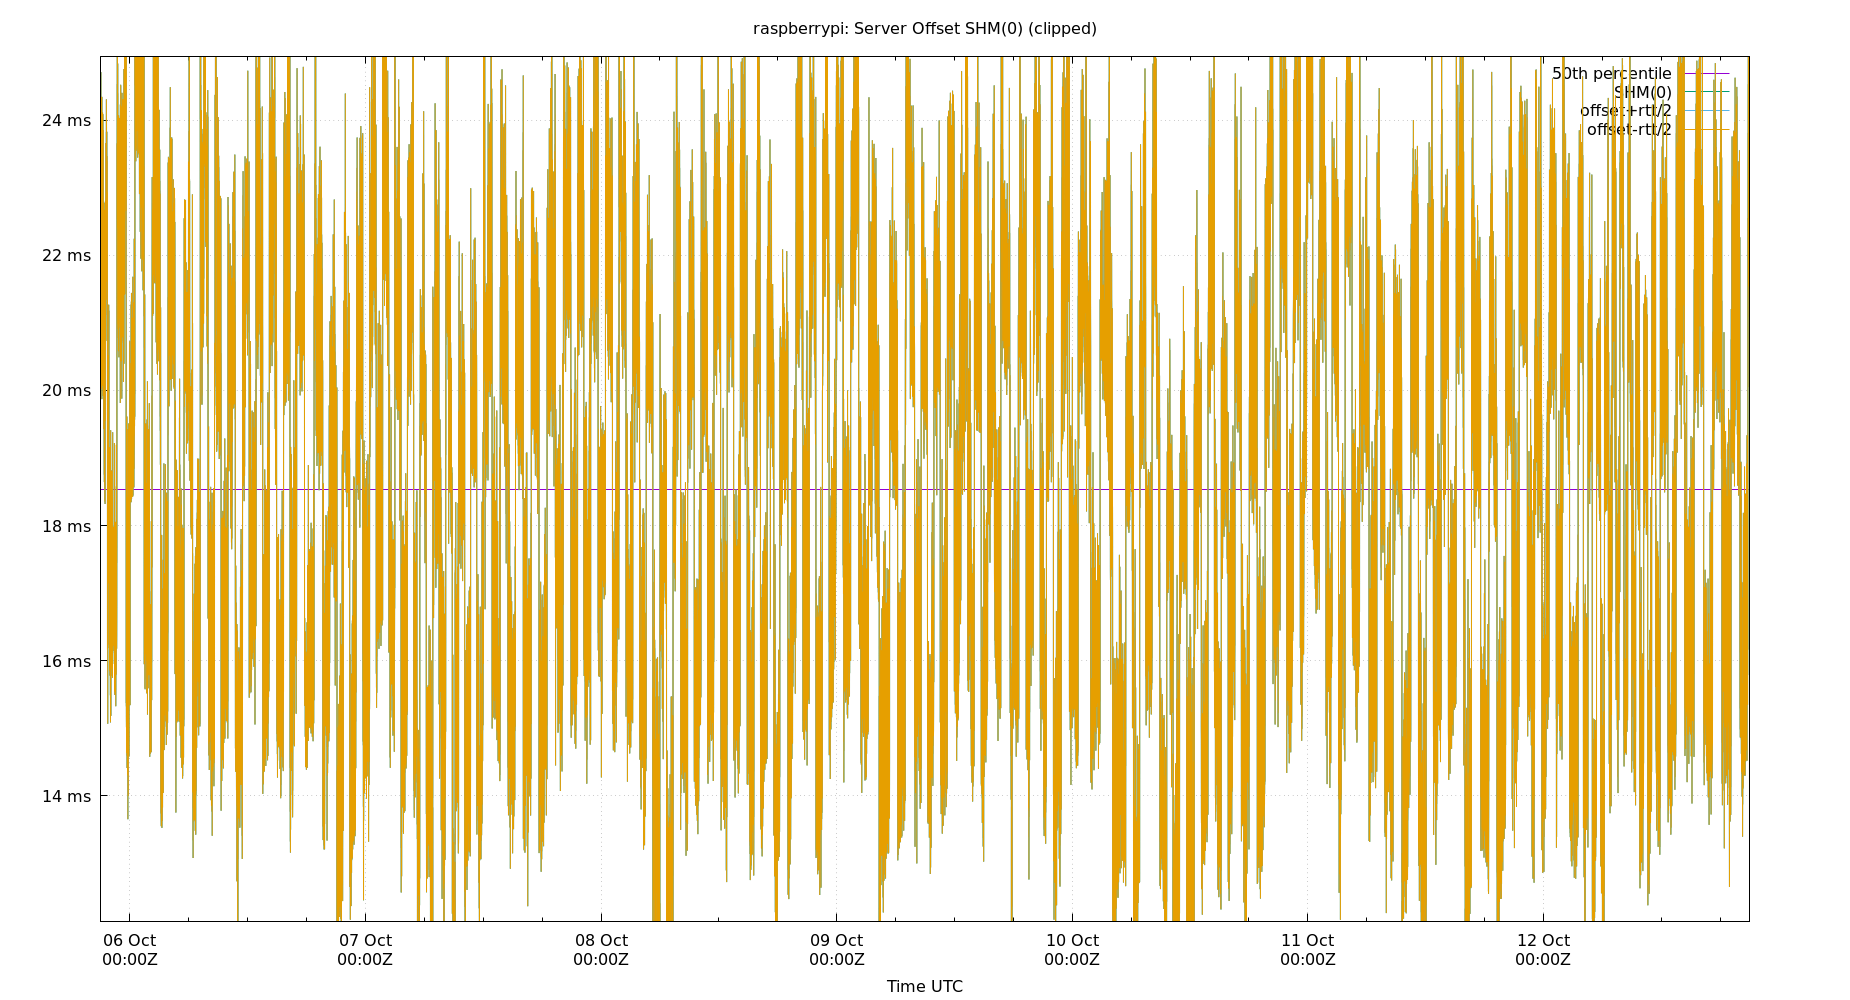 raspberrypi: Server Offset SHM(0) (clipped)
50th percentile
SHM(0)
offset+rtt/2
offset-rtt/2
24 ms
22 ms
20 ms
18 ms
16 ms
14 ms
06 Oct 07 Oct 08 Oct 09 Oct 10 Oct 11 Oct 12 Oct
00:00Z 00:00Z 00:00Z 00:00Z 00:00Z 00:00Z 00:00Z
Time UTC